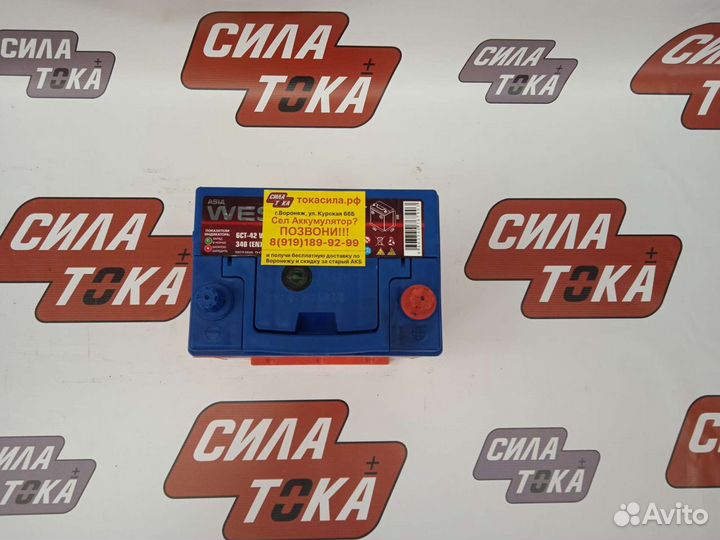 СИЛА
ТОКА
СИЛА
ТОКА
СИЛА
ТОКА
СИЛА
ТОКА
СИЛА
ТОКА
СИЛА
ТОКА
ASIA
6СТ-42
340 (EN)
СИЛА ТОКА
токасила.рф
г.Воронеж, ул. Курская 66Б
Сел Аккумулятор?
ПОЗВОНИ!!!
8(919)189-92-99
и получи бесплатную доставку по
Воронежу и скидку за старый АКБ
СИЛА
ТОКА
СИЛА
ТОКА
СИЛА
ТОКА
СИЛА
ТОКА
Avito